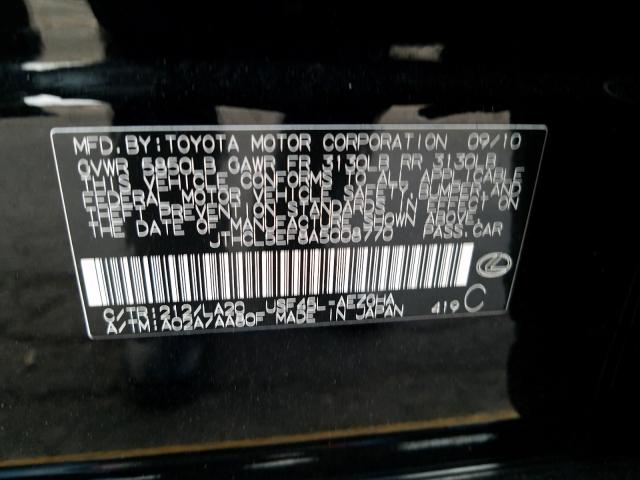 MFD.BY:TOYOTA MOTOR CORPORATION 09/10
GVWR 5850LB GAWR FR 3130LB RR 3130LB
THIS VEHICLE CONFORMS TO ALL APPLICABLE
FEDERAL MOTOR VEHICLE SAFETY, BUMPER, AND
THEFT PREVENTION STANDARDS IN EFFECT ON
THE DATE OF MANUFACTURE SHOWN ABOVE.
JTHCL5EF8A5008770 PASS.CAR
C/TR:212/LA20 USF45L-AEZQHA
A/TM:A02A/AA80F MADE IN JAPAN 419 C